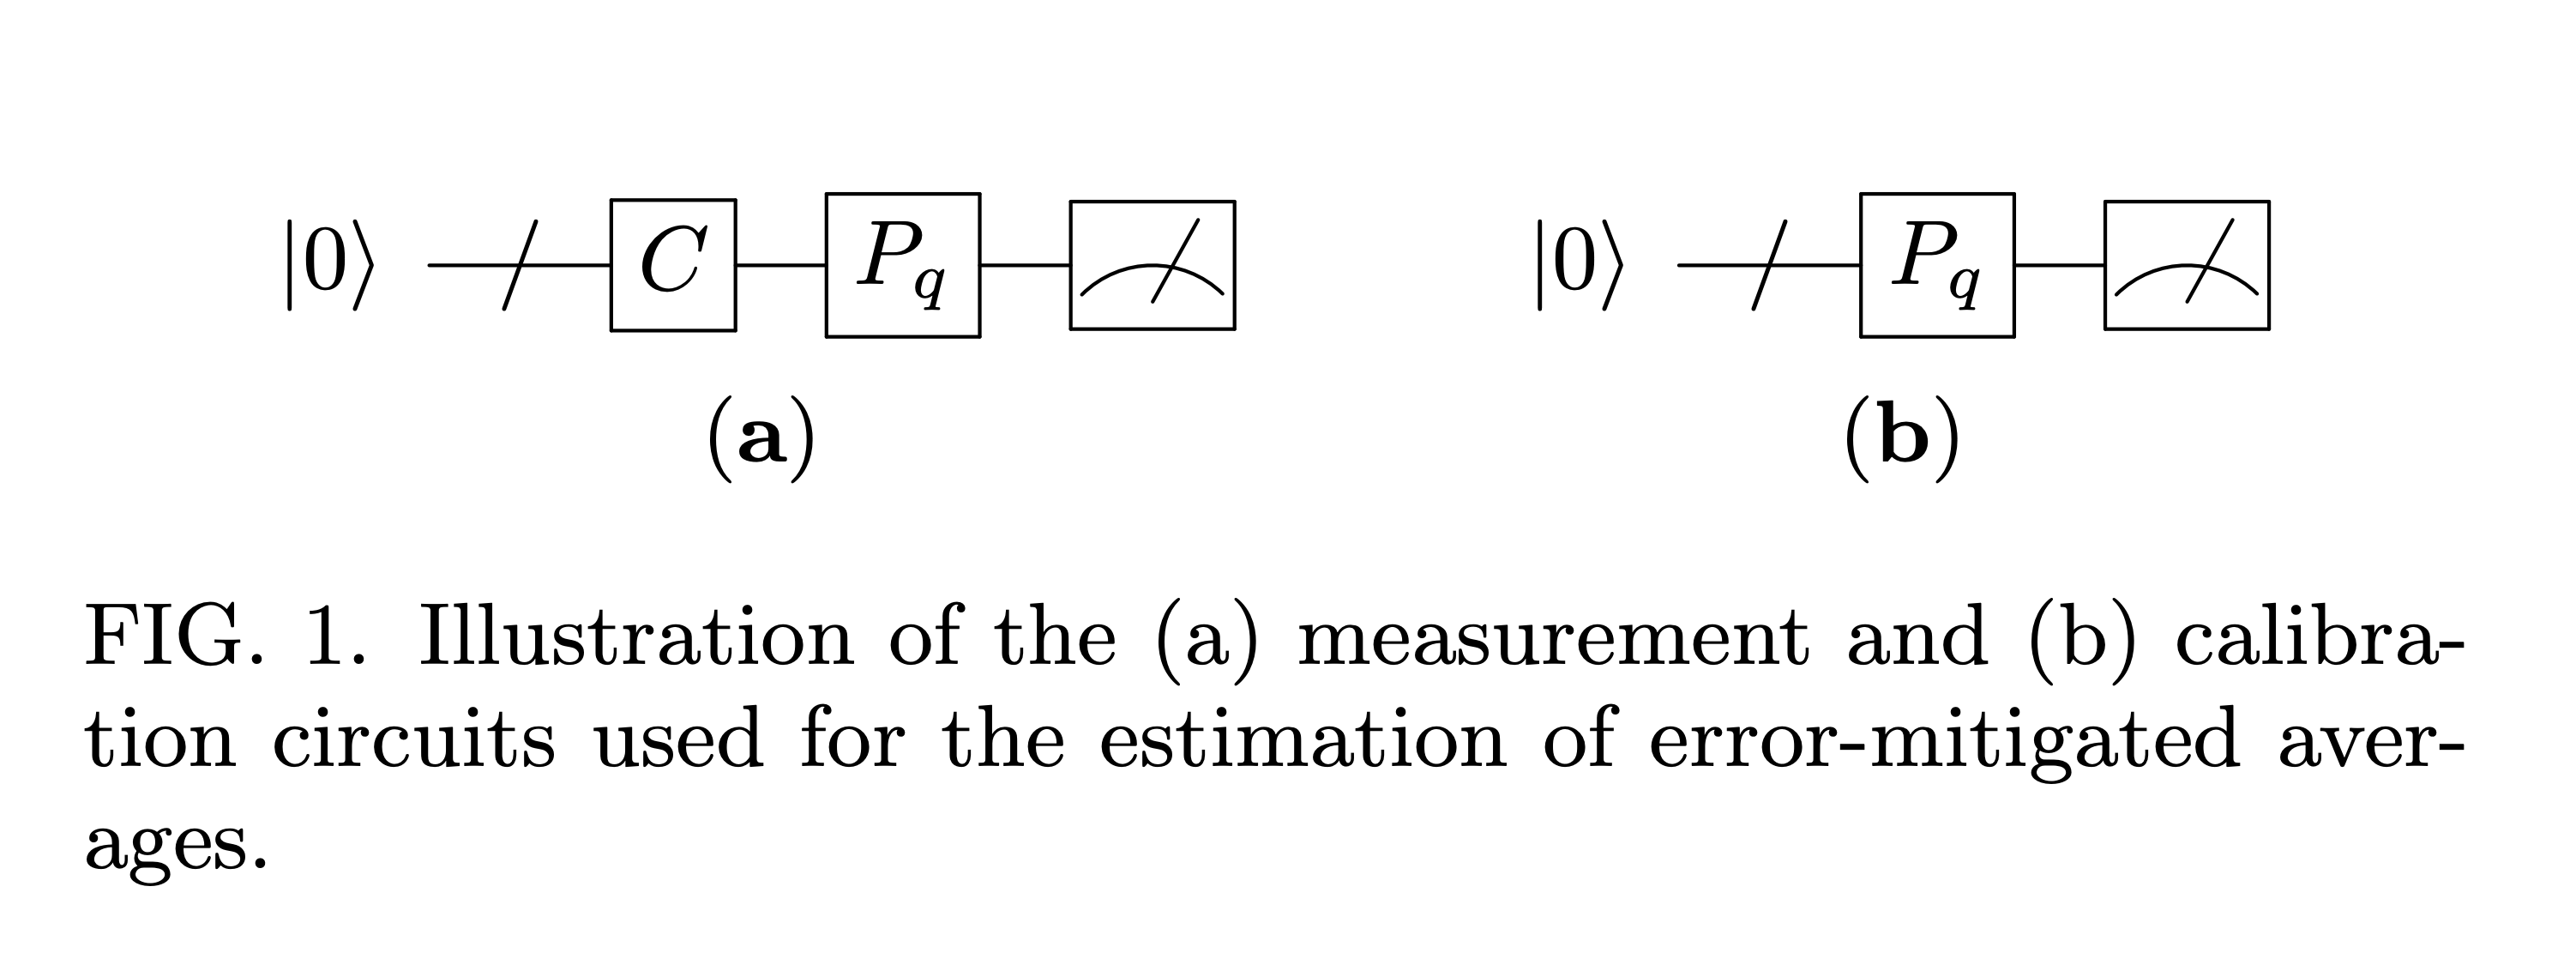 |0⟩ C P_q |0⟩ P_q
(a) (b)
FIG. 1. Illustration of the (a) measurement and (b) calibra-
tion circuits used for the estimation of error-mitigated aver-
ages.